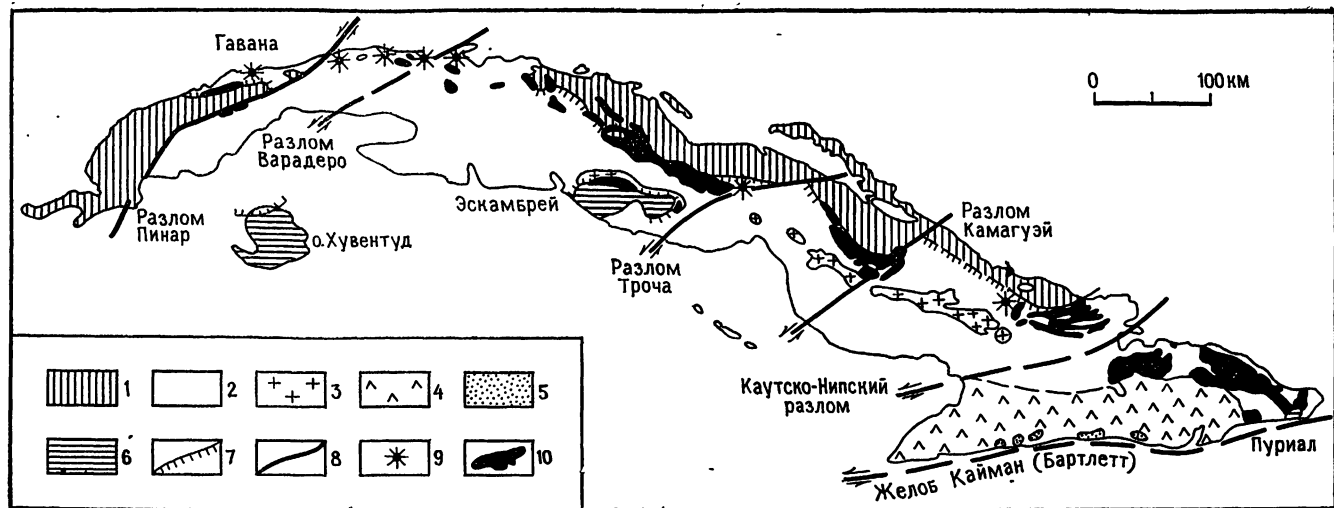 Гавана
0 100 км
Разлом
Варадеро
Эскамбрей
Разлом
Пинар
о.Хувентуд
Разлом
Троча
Разлом
Камагуэй
Каутско-Нипский
разлом
Пуриал
Желоб Кайман (Бартлетт)
1 2 3 4 5
6 7 8 9 10